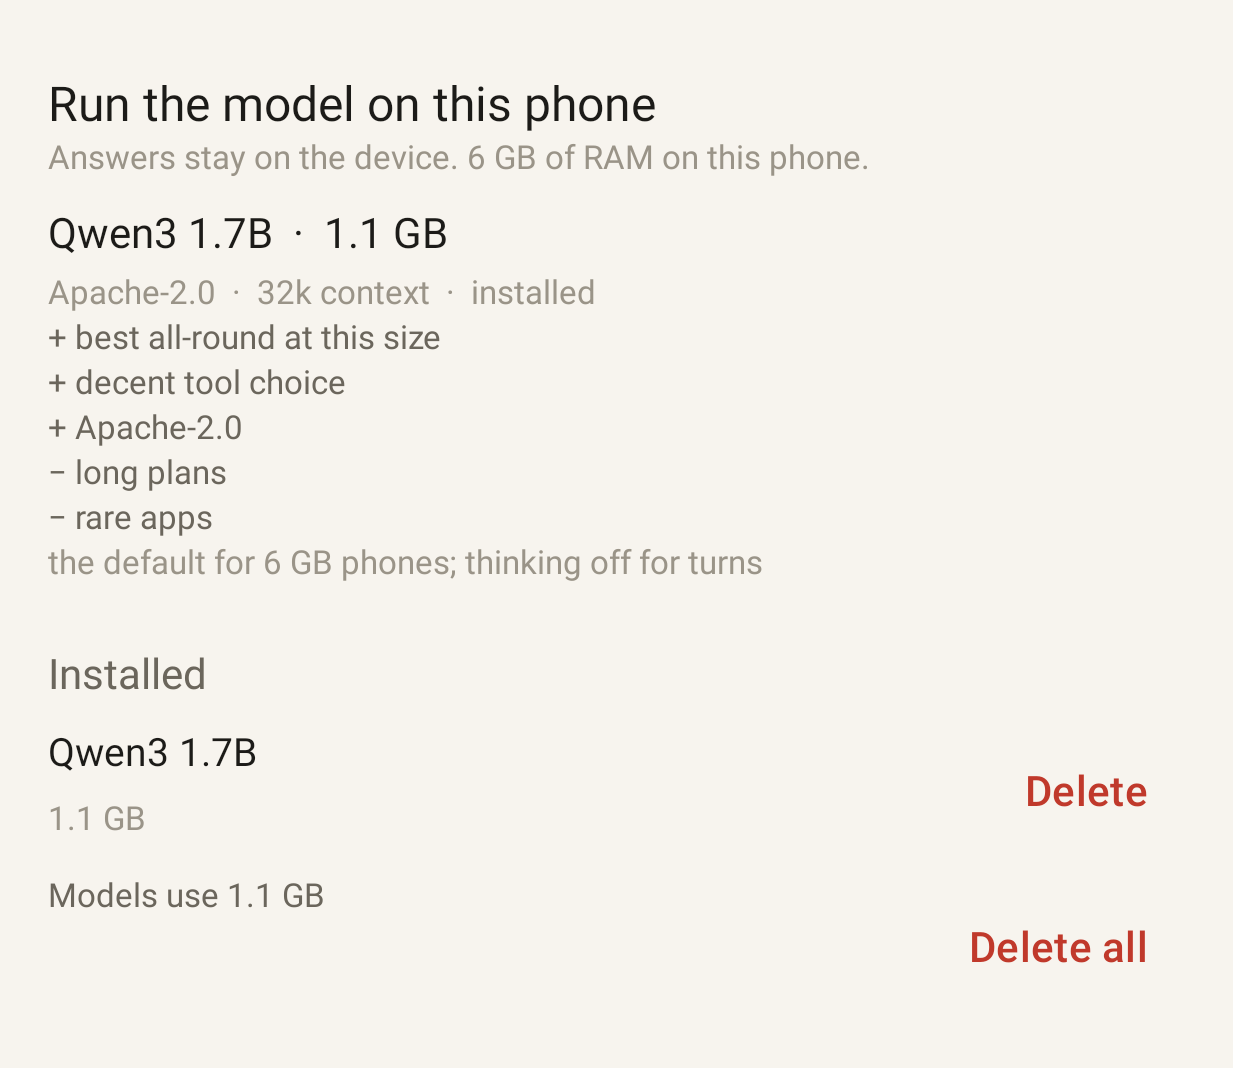 Run the model on this phone
Answers stay on the device. 6 GB of RAM on this phone.
Qwen3 1.7B · 1.1 GB
Apache-2.0 · 32k context · installed
+ best all-round at this size
+ decent tool choice
+ Apache-2.0
− long plans
− rare apps
the default for 6 GB phones; thinking off for turns
Installed
Qwen3 1.7B
Delete
1.1 GB
Models use 1.1 GB
Delete all